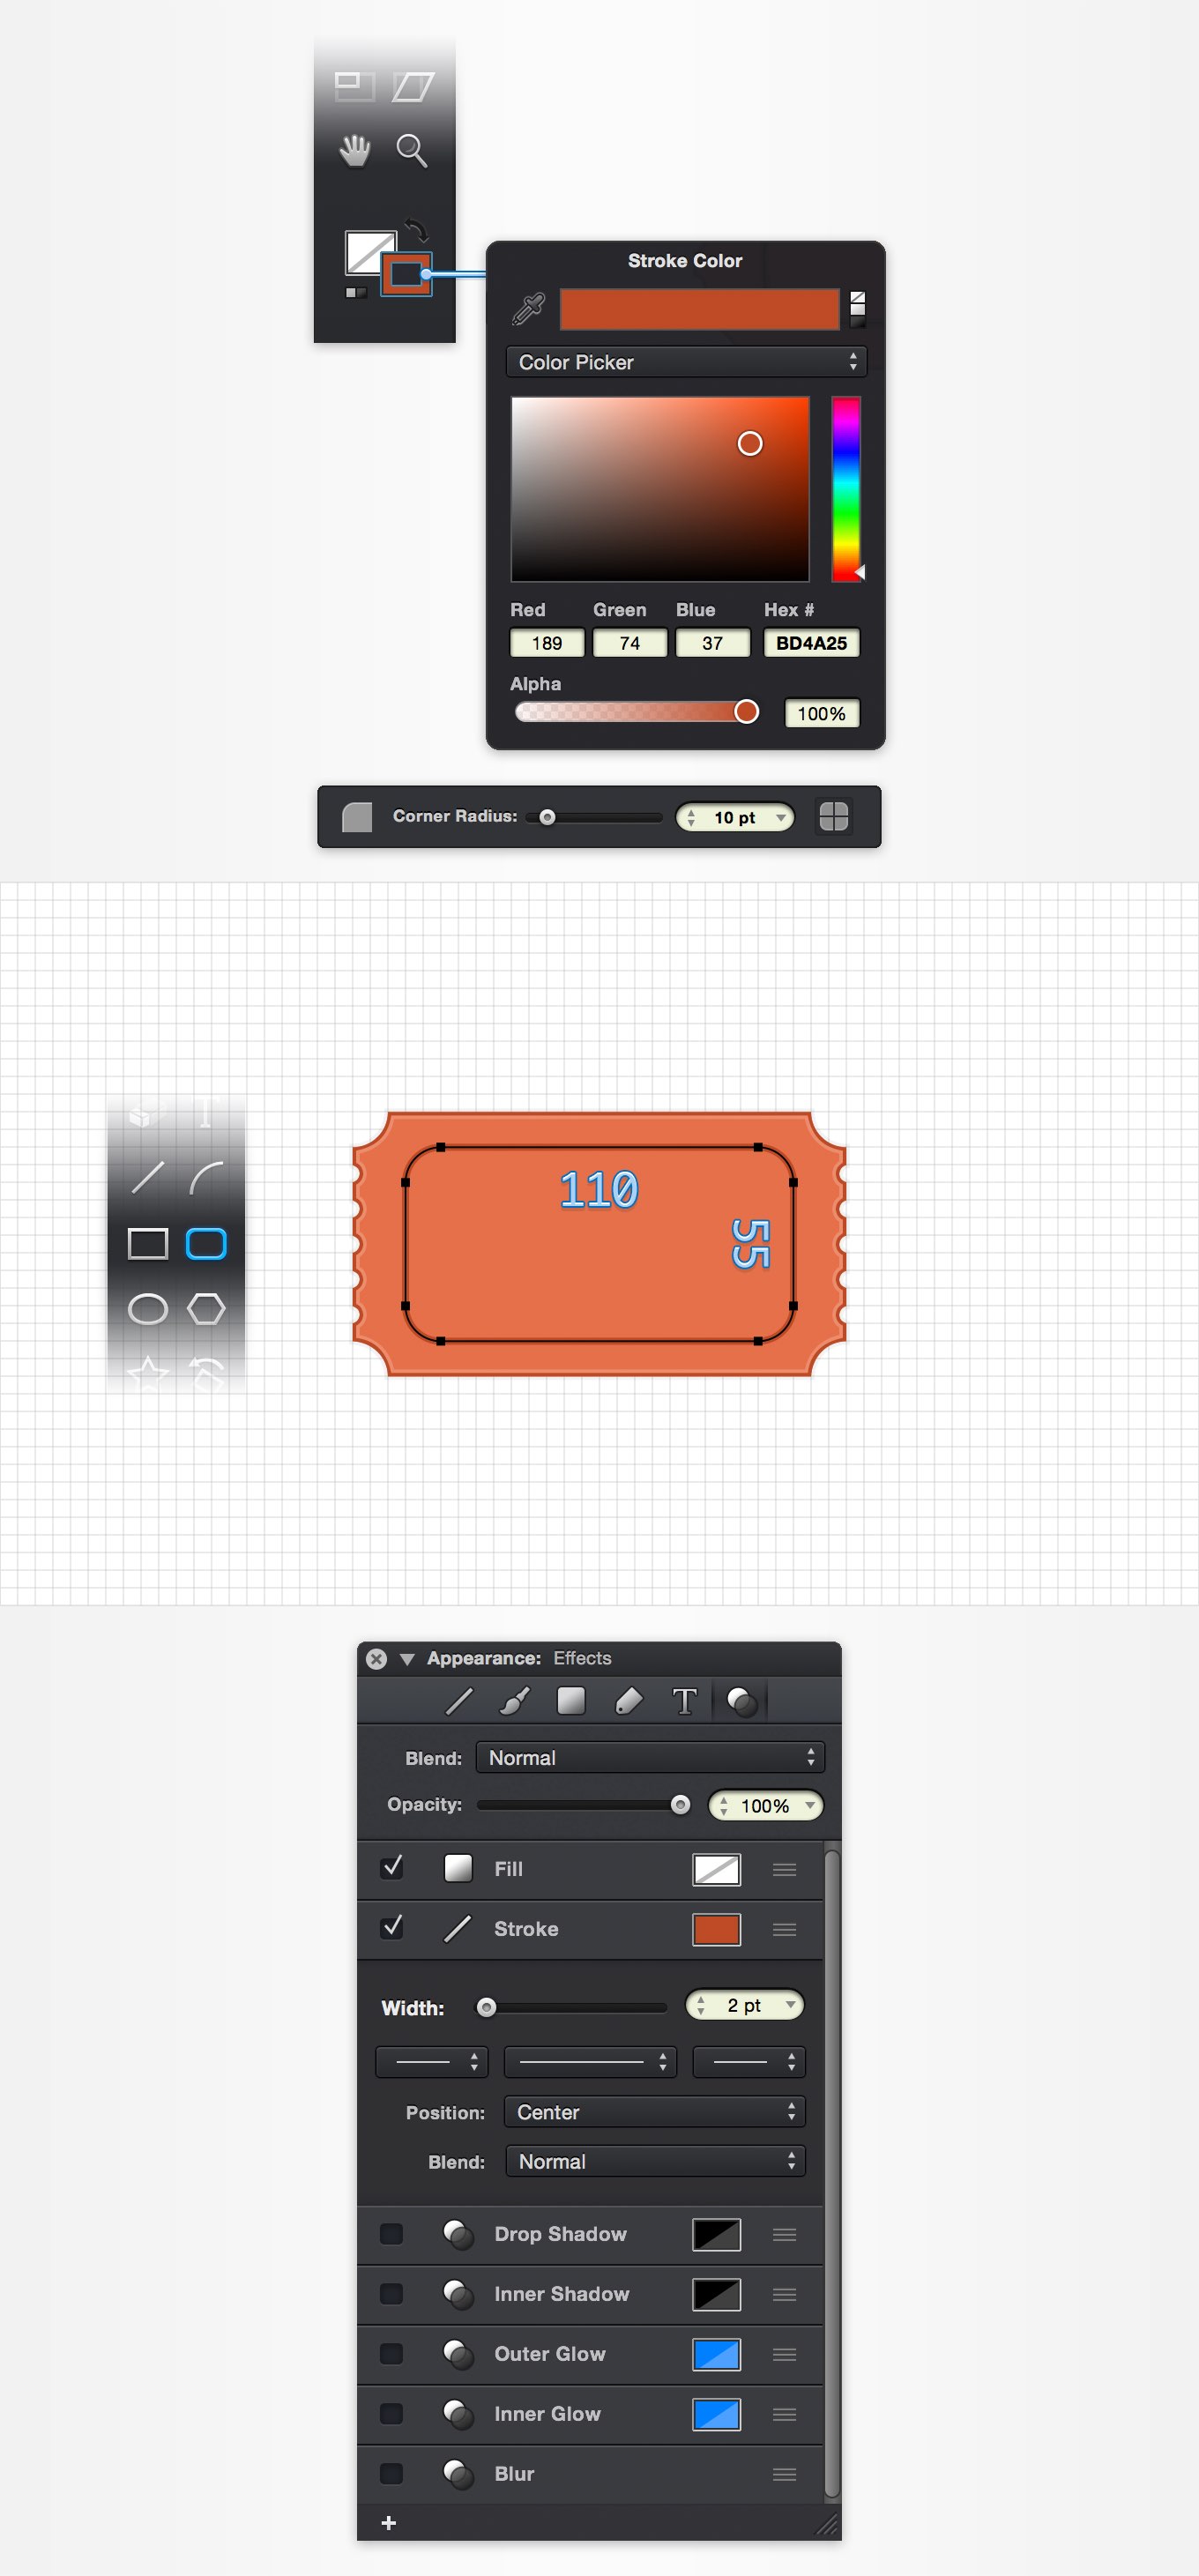 Stroke Color
Color Picker
Red Green Blue Hex #
189 74 37 BD4A25
Alpha
100%
Corner Radius: 10 pt
T
110
55
Appearance: Effects
T
Blend: Normal
Opacity: 100%
Fill
Stroke
Width: 2 pt
Position: Center
Blend: Normal
Drop Shadow
Inner Shadow
Outer Glow
Inner Glow
Blur
+